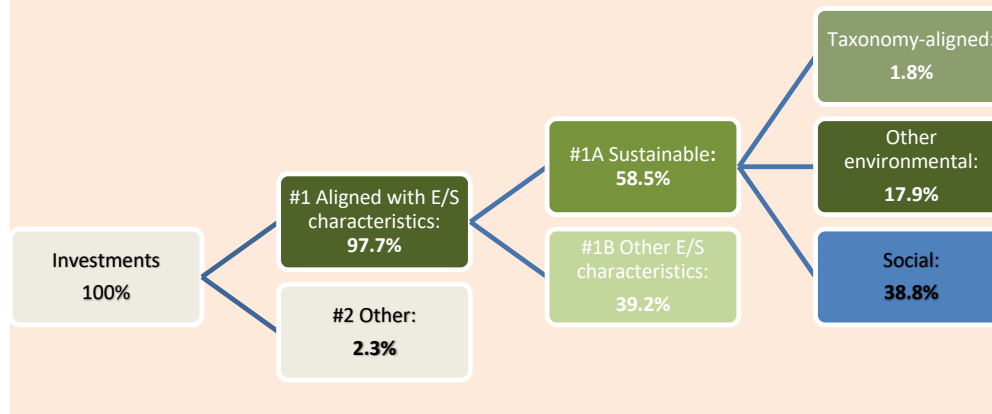 Investments
100%
#1 Aligned with E/S
characteristics:
97.7%
#2 Other:
2.3%
#1A Sustainable:
58.5%
#1B Other E/S
characteristics:
39.2%
Taxonomy-aligned:
1.8%
Other
environmental:
17.9%
Social:
38.8%